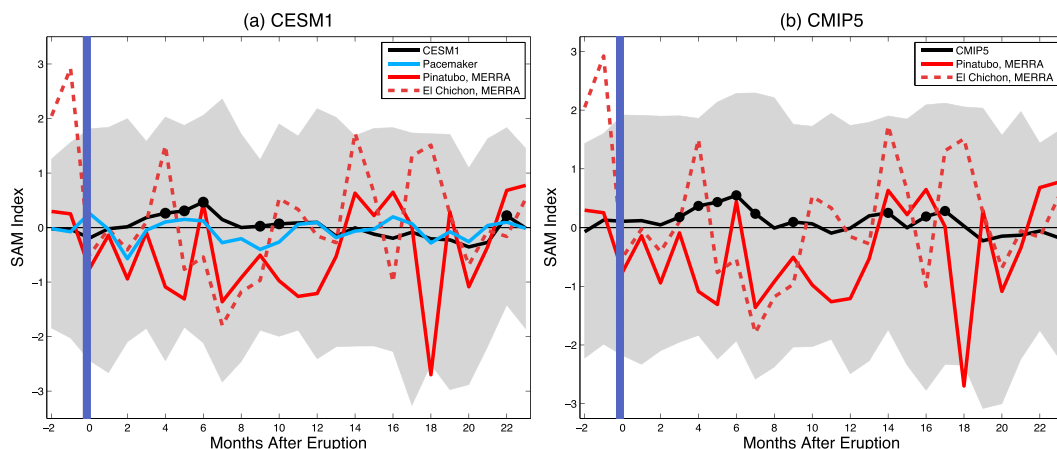 (a) CESM1
CESM1
Pacemaker
Pinatubo, MERRA
El Chichon, MERRA
3
2
1
0
−1
−2
−3
SAM Index
−2 0 2 4 6 8 10 12 14 16 18 20 22
Months After Eruption
(b) CMIP5
CMIP5
Pinatubo, MERRA
El Chichon, MERRA
3
2
1
0
−1
−2
−3
SAM Index
−2 0 2 4 6 8 10 12 14 16 18 20 22
Months After Eruption